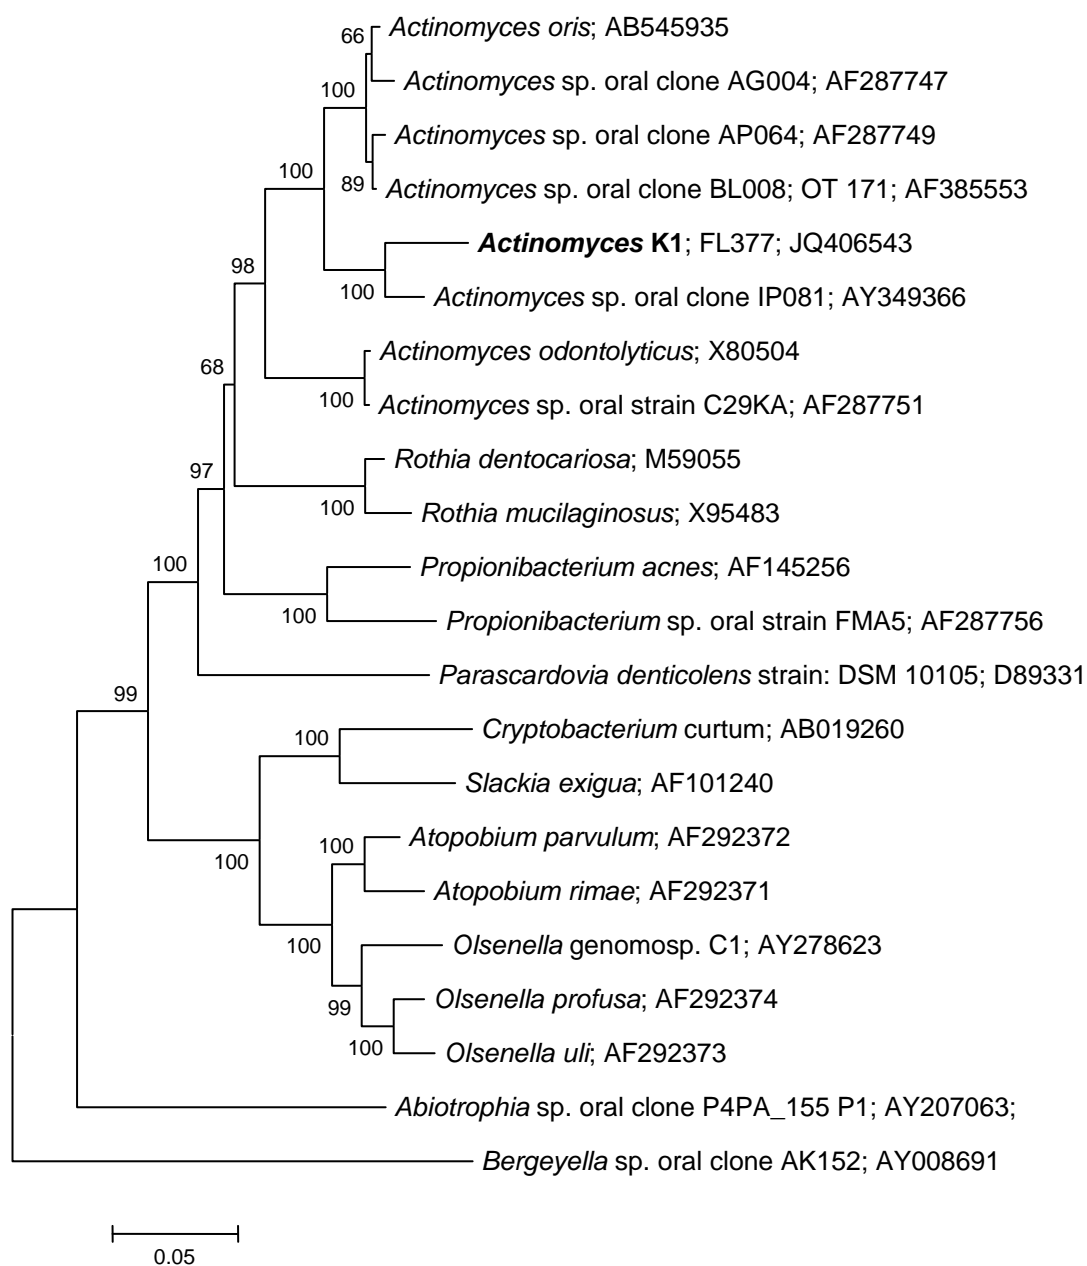 Actinomyces oris; AB545935
66
Actinomyces sp. oral clone AG004; AF287747
100
Actinomyces sp. oral clone AP064; AF287749
100
89
Actinomyces sp. oral clone BL008; OT 171; AF385553
Actinomyces K1; FL377; JQ406543
98
100
Actinomyces sp. oral clone IP081; AY349366
Actinomyces odontolyticus; X80504
68
100
Actinomyces sp. oral strain C29KA; AF287751
Rothia dentocariosa; M59055
97
100
Rothia mucilaginosus; X95483
Propionibacterium acnes; AF145256
100
100
Propionibacterium sp. oral strain FMA5; AF287756
Parascardovia denticolens strain: DSM 10105; D89331
99
Cryptobacterium curtum; AB019260
100
Slackia exigua; AF101240
Atopobium parvulum; AF292372
100
100
Atopobium rimae; AF292371
Olsenella genomosp. C1; AY278623
100
Olsenella profusa; AF292374
99
100
Olsenella uli; AF292373
Abiotrophia sp. oral clone P4PA_155 P1; AY207063;
Bergeyella sp. oral clone AK152; AY008691
0.05